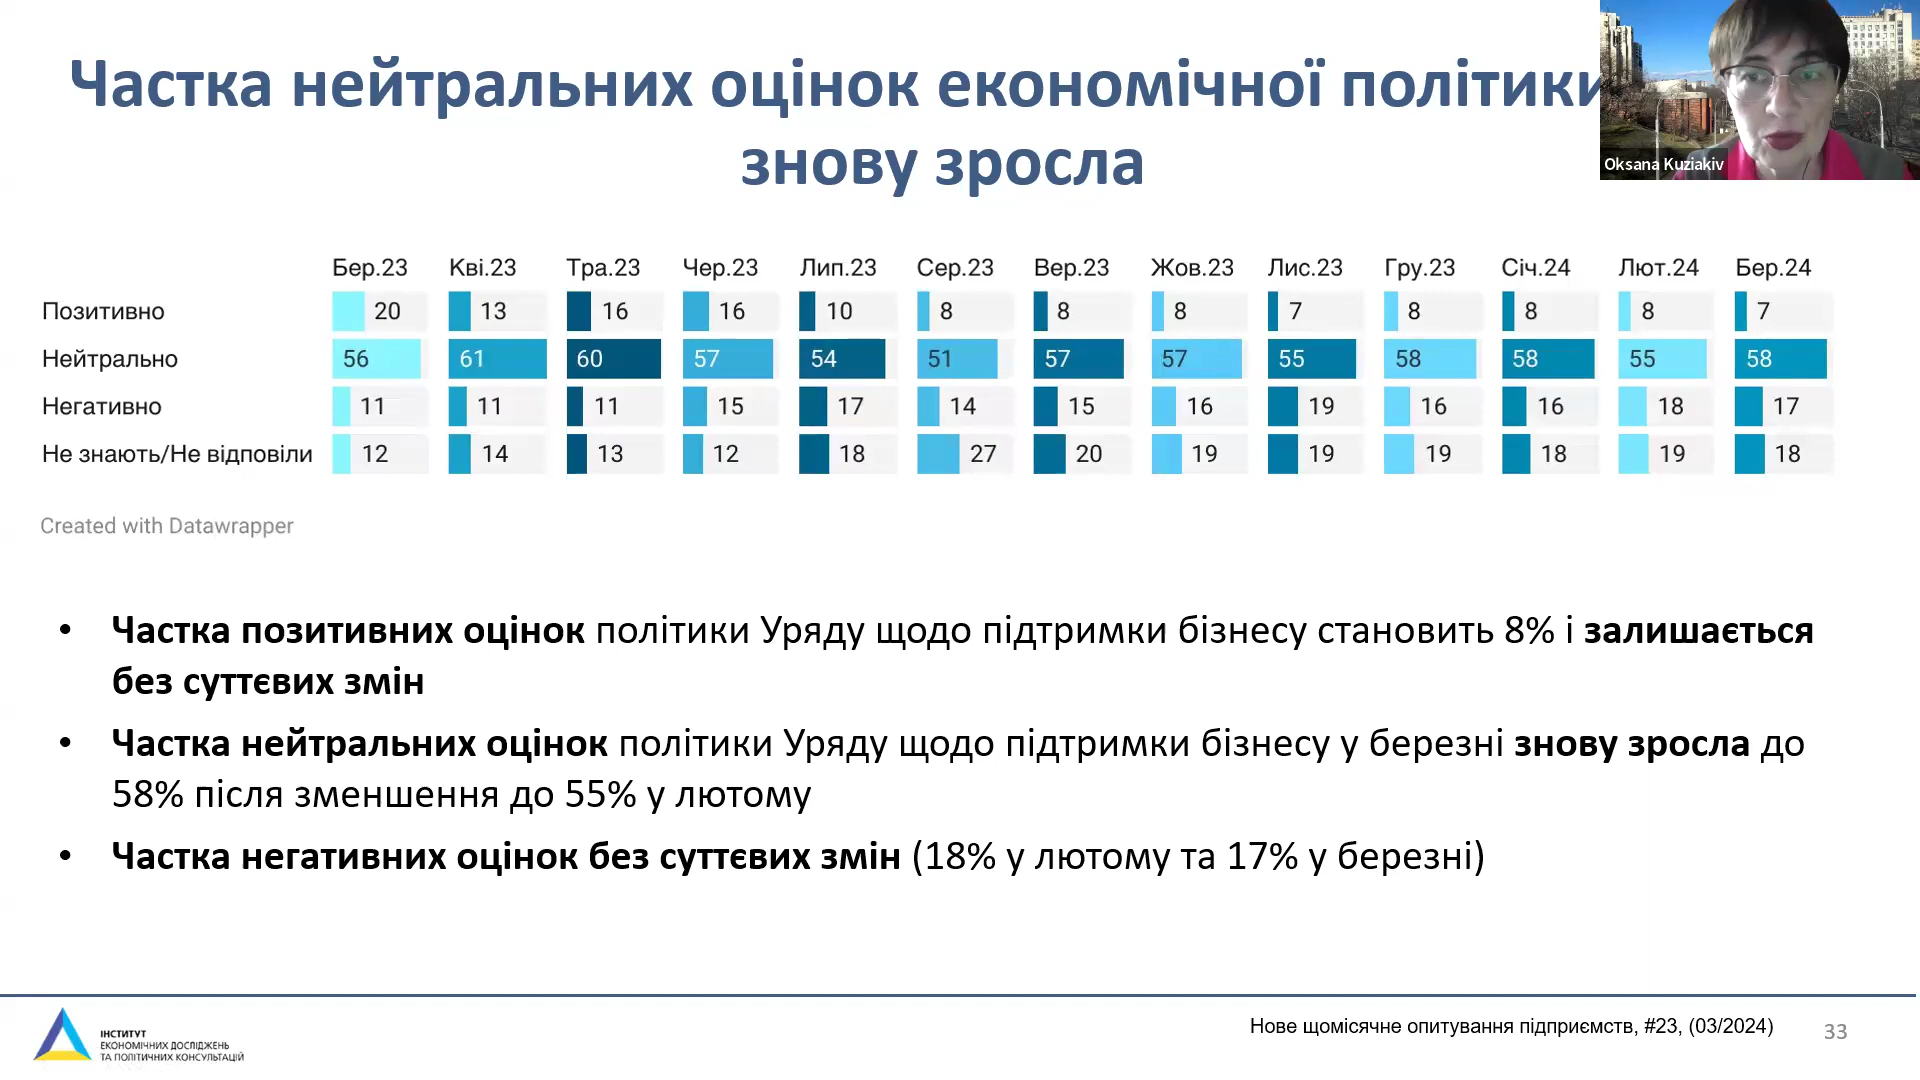 Частка нейтральних оцінок економічної політики
знову зросла
Oksana Kuziakiv
Бер.23 Кві.23 Тра.23 Чер.23 Лип.23 Сер.23 Вер.23 Жов.23 Лис.23 Гру.23 Січ.24 Лют.24 Бер.24
Позитивно 20 13 16 16 10 8 8 8 7 8 8 8 7
Нейтрально 56 61 60 57 54 51 57 57 55 58 58 55 58
Негативно 11 11 11 15 17 14 15 16 19 16 16 18 17
Не знають/Не відповіли 12 14 13 12 18 27 20 19 19 19 18 19 18
Created with Datawrapper
• Частка позитивних оцінок політики Уряду щодо підтримки бізнесу становить 8% і залишається
без суттєвих змін
• Частка нейтральних оцінок політики Уряду щодо підтримки бізнесу у березні знову зросла до
58% після зменшення до 55% у лютому
• Частка негативних оцінок без суттєвих змін (18% у лютому та 17% у березні)
ІНСТИТУТ
ЕКОНОМІЧНИХ ДОСЛІДЖЕНЬ
ТА ПОЛІТИЧНИХ КОНСУЛЬТАЦІЙ
Нове щомісячне опитування підприємств, #23, (03/2024)
33